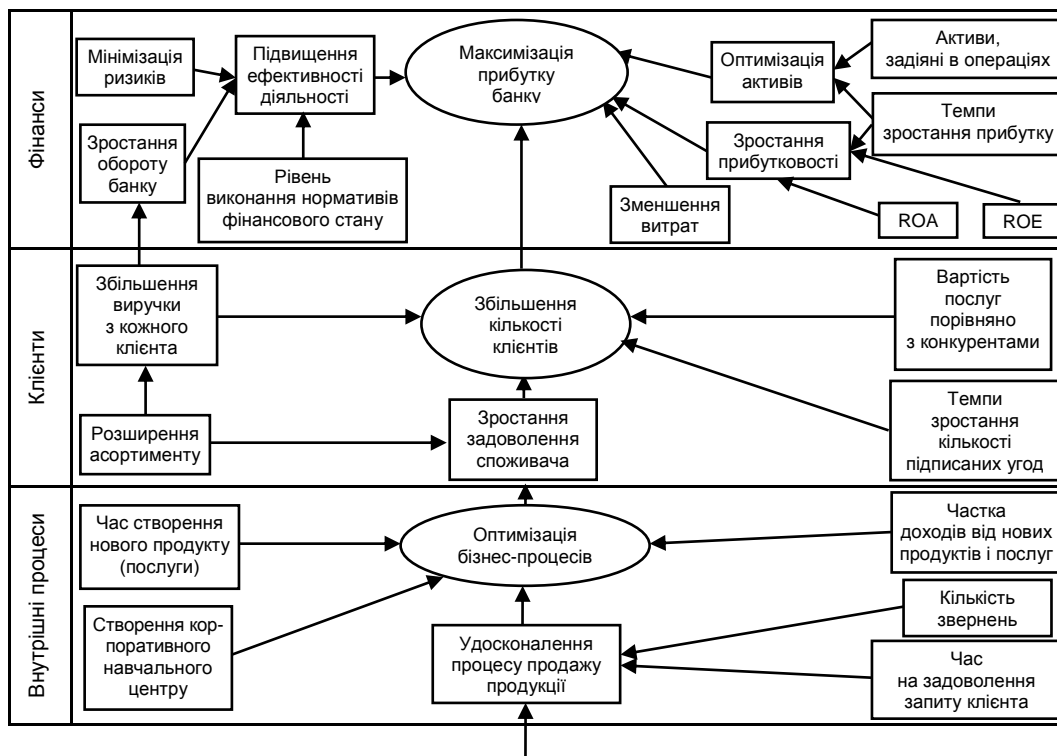 Фінанси
Мінімізація
ризиків
Підвищення
ефективності
діяльності
Максимізація
прибутку
банку
Оптимізація
активів
Активи,
задіяні в операціях
Темпи
зростання прибутку
Зростання
обороту
банку
Рівень
виконання нормативів
фінансового стану
Зростання
прибутковості
Зменшення
витрат
ROA
ROE
Клієнти
Збільшення
виручки
з кожного
клієнта
Збільшення
кількості
клієнтів
Вартість
послуг
порівняно
з конкурентами
Розширення
асортименту
Зростання
задоволення
споживача
Темпи
зростання
кількості
підписаних угод
Внутрішні процеси
Час створення
нового продукту
(послуги)
Оптимізація
бізнес-процесів
Частка
доходів від нових
продуктів і послуг
Створення кор-
поративного
навчального
центру
Удосконалення
процесу продажу
продукції
Кількість
звернень
Час
на задоволення
запиту клієнта